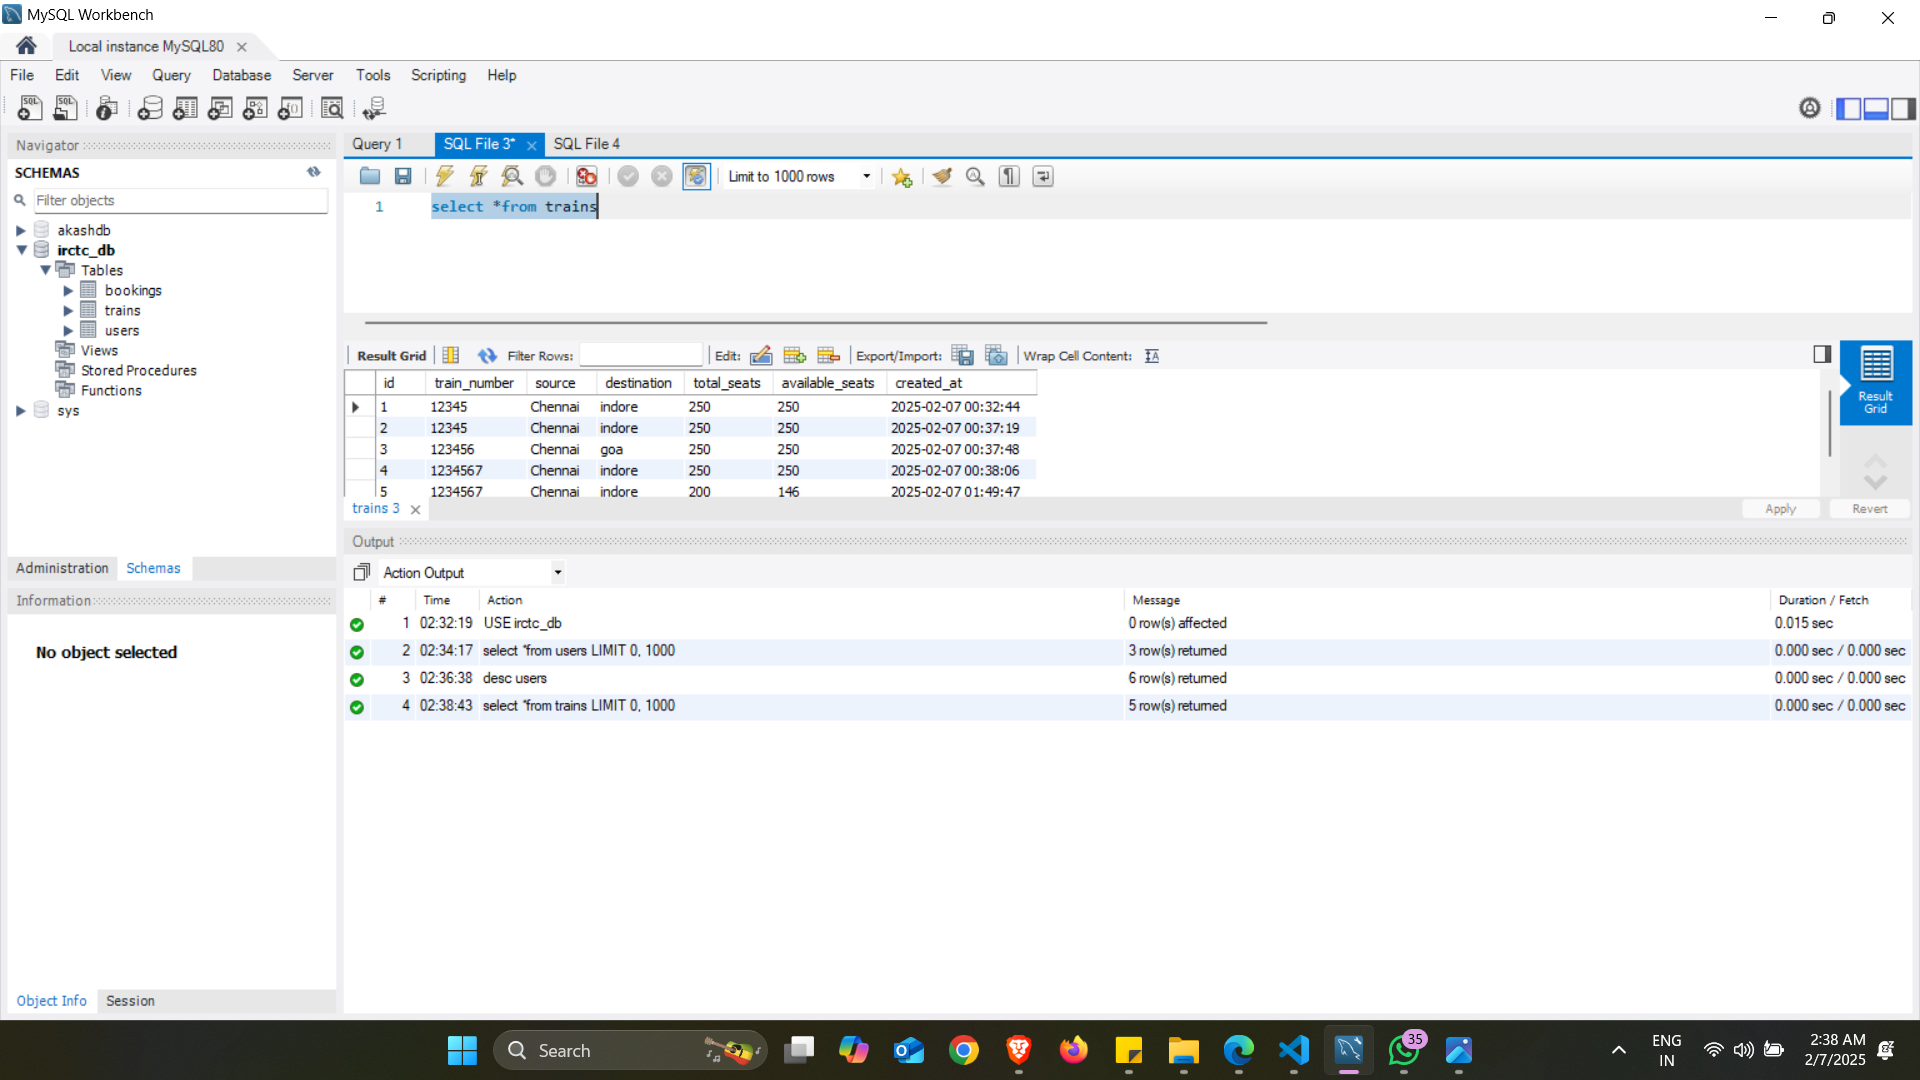 MySQL Workbench
Local instance MySQL80
File Edit View Query Database Server Tools Scripting Help
Navigator
SCHEMAS
Filter objects
akashdb
irctc_db
Tables
bookings
trains
users
Views
Stored Procedures
Functions
sys
Administration Schemas
Information
No object selected
Object Info Session
Query 1 SQL File 3* SQL File 4
Limit to 1000 rows
1 select *from trains
Result Grid Filter Rows: Edit: Export/Import: Wrap Cell Content:
id train_number source destination total_seats available_seats created_at
1 12345 Chennai indore 250 250 2025-02-07 00:32:44
2 12345 Chennai indore 250 250 2025-02-07 00:37:19
3 123456 Chennai goa 250 250 2025-02-07 00:37:48
4 1234567 Chennai indore 250 250 2025-02-07 00:38:06
5 1234567 Chennai indore 200 146 2025-02-07 01:49:47
Result
Grid
trains 3
Apply Revert
Output
Action Output
# Time Action Message Duration / Fetch
1 02:32:19 USE irctc_db 0 row(s) affected 0.015 sec
2 02:34:17 select *from users LIMIT 0, 1000 3 row(s) returned 0.000 sec / 0.000 sec
3 02:36:38 desc users 6 row(s) returned 0.000 sec / 0.000 sec
4 02:38:43 select *from trains LIMIT 0, 1000 5 row(s) returned 0.000 sec / 0.000 sec
Search
35
ENG
IN
2:38 AM
2/7/2025